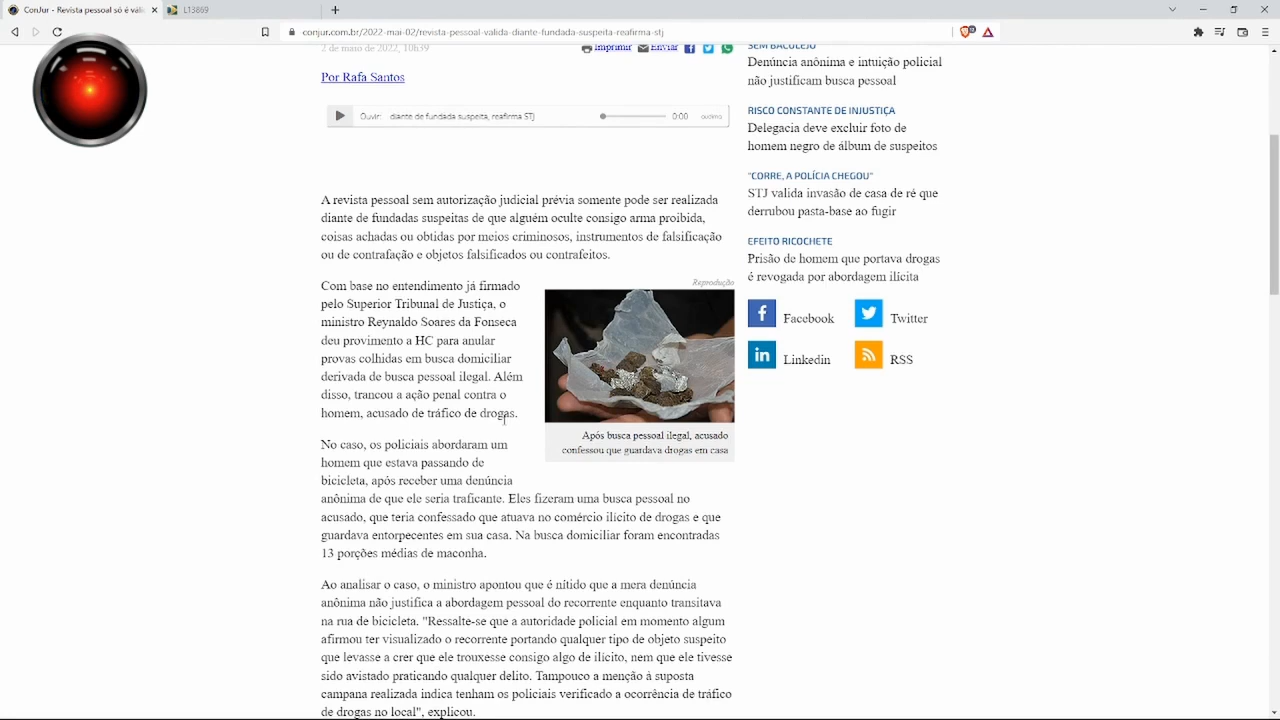 ConJur - Revista pessoal só é váli
L13869
conjur.com.br/2022-mai-02/revista-pessoal-valida-diante-fundada-suspeita-reafirma-stj
2 de maio de 2022, 10h39
Imprimir
Enviar
Por Rafa Santos
Ouvir:
diante de fundada suspeita, reafirma STJ
0:00
audima
A revista pessoal sem autorização judicial prévia somente pode ser realizada
diante de fundadas suspeitas de que alguém oculte consigo arma proibida,
coisas achadas ou obtidas por meios criminosos, instrumentos de falsificação
ou de contrafação e objetos falsificados ou contrafeitos.
Com base no entendimento já firmado
pelo Superior Tribunal de Justiça, o
ministro Reynaldo Soares da Fonseca
deu provimento a HC para anular
provas colhidas em busca domiciliar
derivada de busca pessoal ilegal. Além
disso, trancou a ação penal contra o
homem, acusado de tráfico de drogas.
Reprodução
Após busca pessoal ilegal, acusado
confessou que guardava drogas em casa
No caso, os policiais abordaram um
homem que estava passando de
bicicleta, após receber uma denúncia
anônima de que ele seria traficante. Eles fizeram uma busca pessoal no
acusado, que teria confessado que atuava no comércio ilícito de drogas e que
guardava entorpecentes em sua casa. Na busca domiciliar foram encontradas
13 porções médias de maconha.
Ao analisar o caso, o ministro apontou que é nítido que a mera denúncia
anônima não justifica a abordagem pessoal do recorrente enquanto transitava
na rua de bicicleta. "Ressalte-se que a autoridade policial em momento algum
afirmou ter visualizado o recorrente portando qualquer tipo de objeto suspeito
que levasse a crer que ele trouxesse consigo algo de ilícito, nem que ele tivesse
sido avistado praticando qualquer delito. Tampouco a menção à suposta
campana realizada indica tenham os policiais verificado a ocorrência de tráfico
de drogas no local", explicou.
SEM BACULEJO
Denúncia anônima e intuição policial
não justificam busca pessoal
RISCO CONSTANTE DE INJUSTIÇA
Delegacia deve excluir foto de
homem negro de álbum de suspeitos
"CORRE, A POLÍCIA CHEGOU"
STJ valida invasão de casa de ré que
derrubou pasta-base ao fugir
EFEITO RICOCHETE
Prisão de homem que portava drogas
é revogada por abordagem ilícita
Facebook
Twitter
Linkedin
RSS